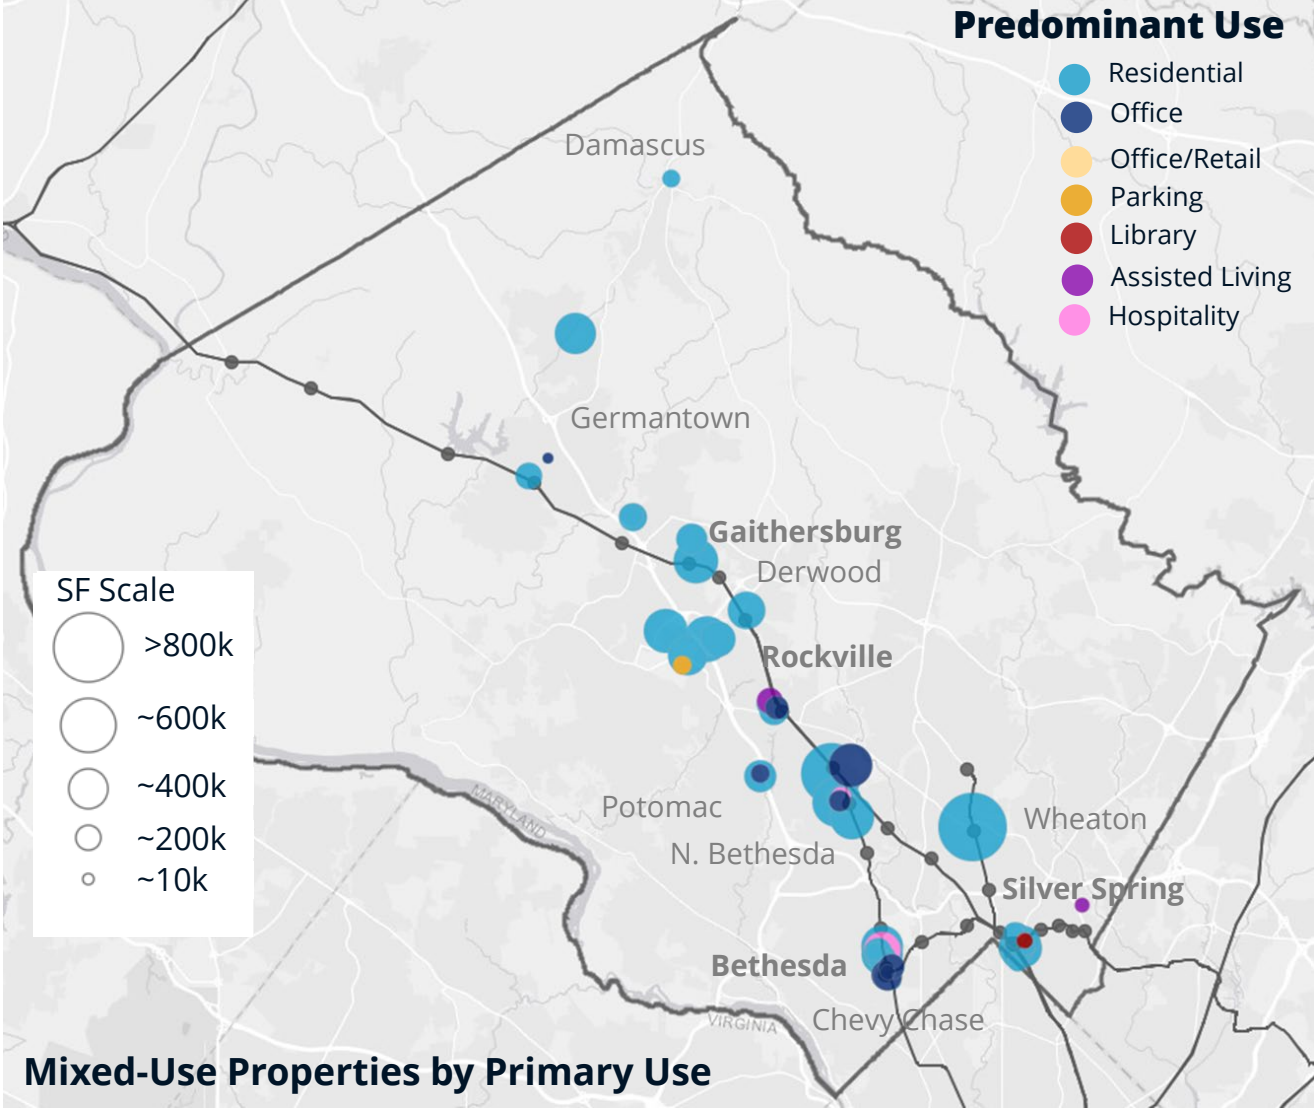 Predominant Use
Residential
Office
Office/Retail
Parking
Library
Assisted Living
Hospitality
Damascus
Germantown
Gaithersburg
Derwood
SF Scale
>800k
~600k
~400k
~200k
~10k
Rockville
Potomac
MARYLAND
Wheaton
N. Bethesda
Silver Spring
Bethesda
VIRGINIA
Chevy Chase
Mixed-Use Properties by Primary Use